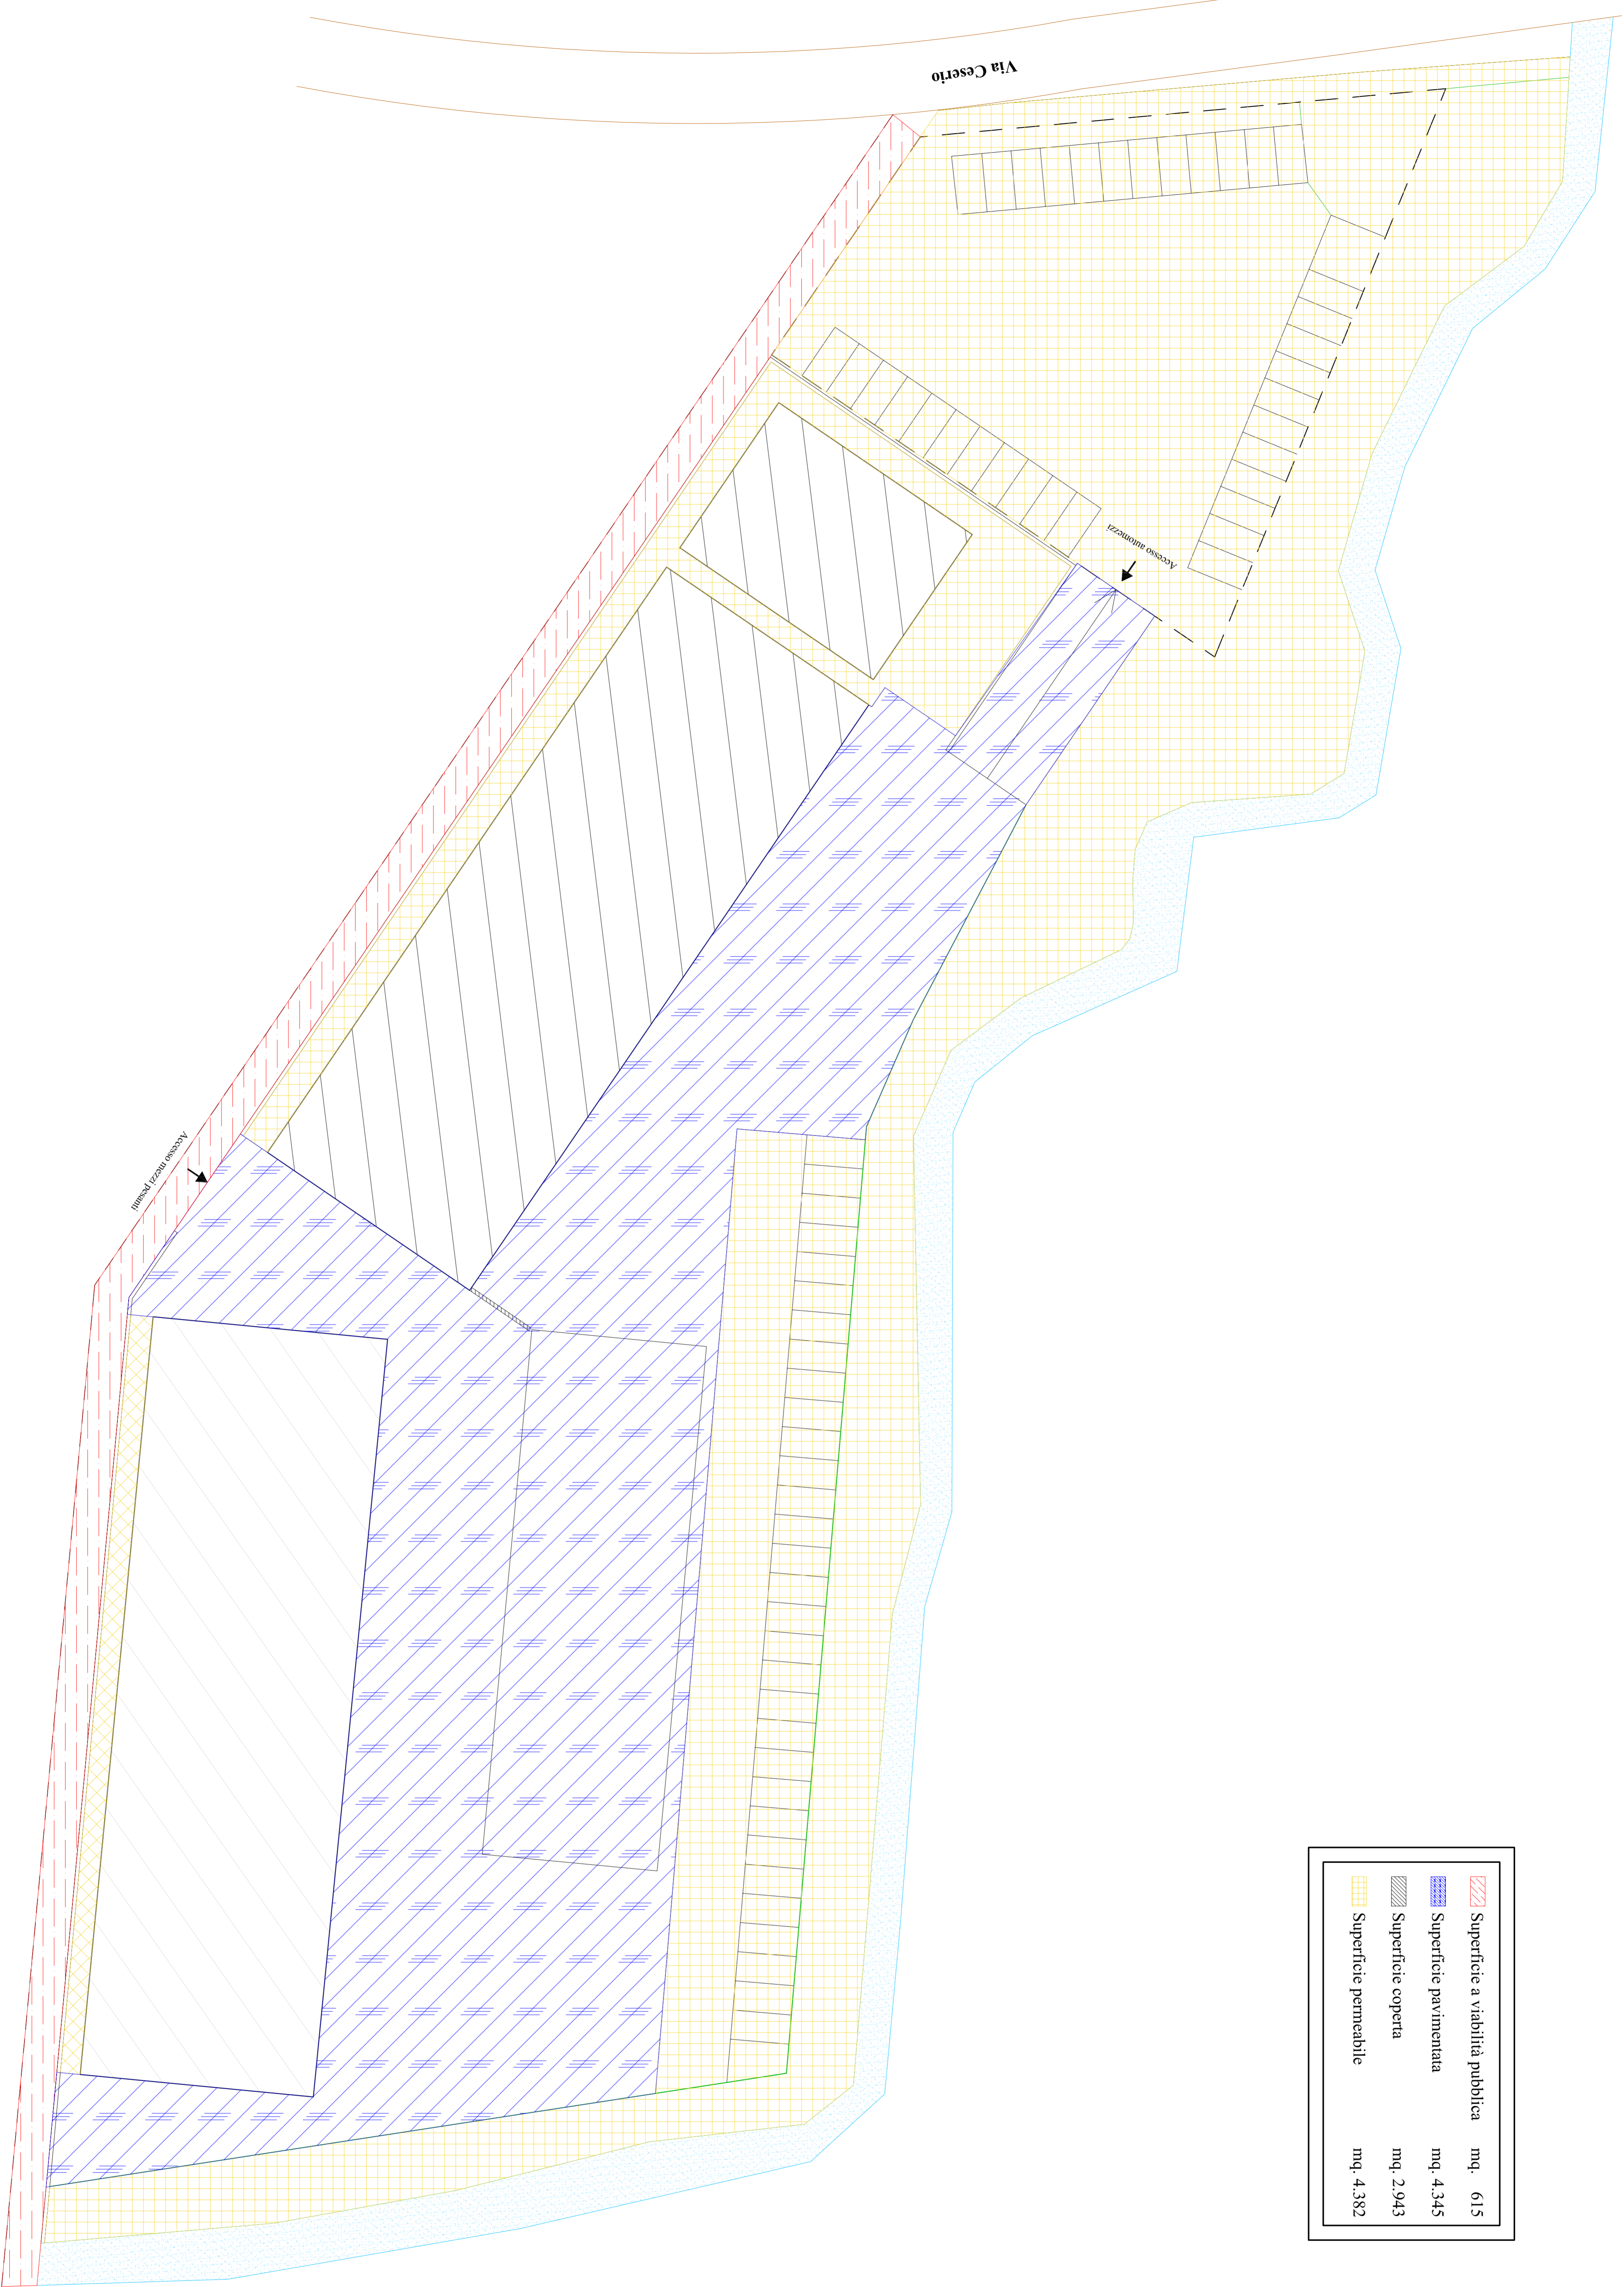 Via Ceserio
Accesso automezzi
Accesso mezzi pesanti
Superficie a viabilità pubblica mq. 615
Superficie pavimentata mq. 4.345
Superficie coperta mq. 2.943
Superficie permeabile mq. 4.382